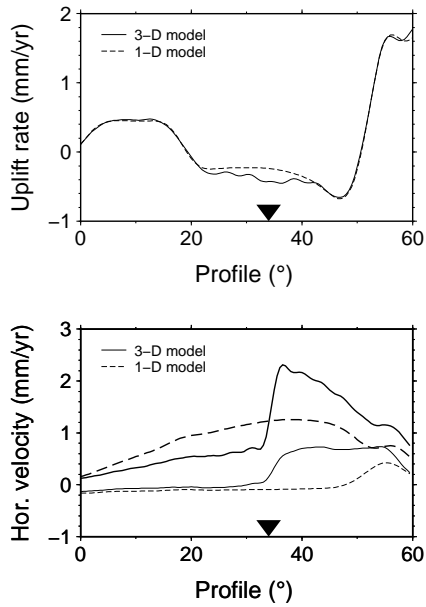 2
1
0
−1
Uplift rate (mm/yr)
3−D model
1−D model
0 20 40 60
Profile (°)
3
2
1
0
−1
Hor. velocity (mm/yr)
3−D model
1−D model
0 20 40 60
Profile (°)